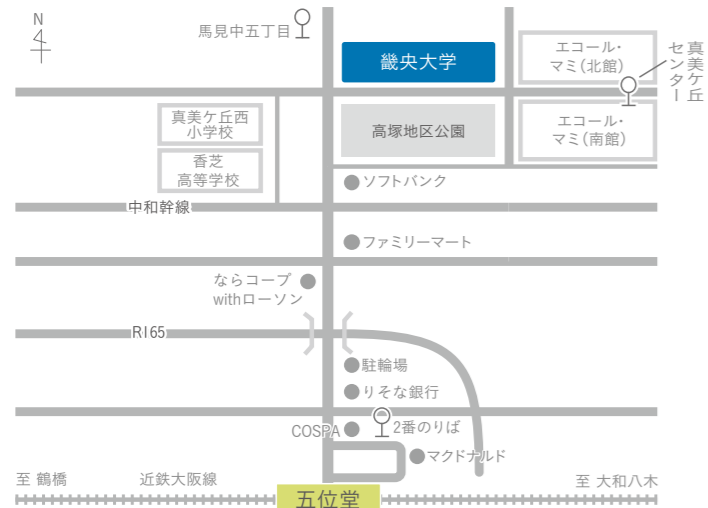 N
馬見中五丁目
畿央大学
エコール・
マミ(北館)
真美ケ丘
センター
真美ケ丘西
小学校
高塚地区公園
エコール・
マミ(南館)
香芝
高等学校
ソフトバンク
中和幹線
ファミリーマート
ならコープ
withローソン
R165
駐輪場
りそな銀行
COSPA
2番のりば
マクドナルド
至 鶴橋
近鉄大阪線
至 大和八木
五位堂